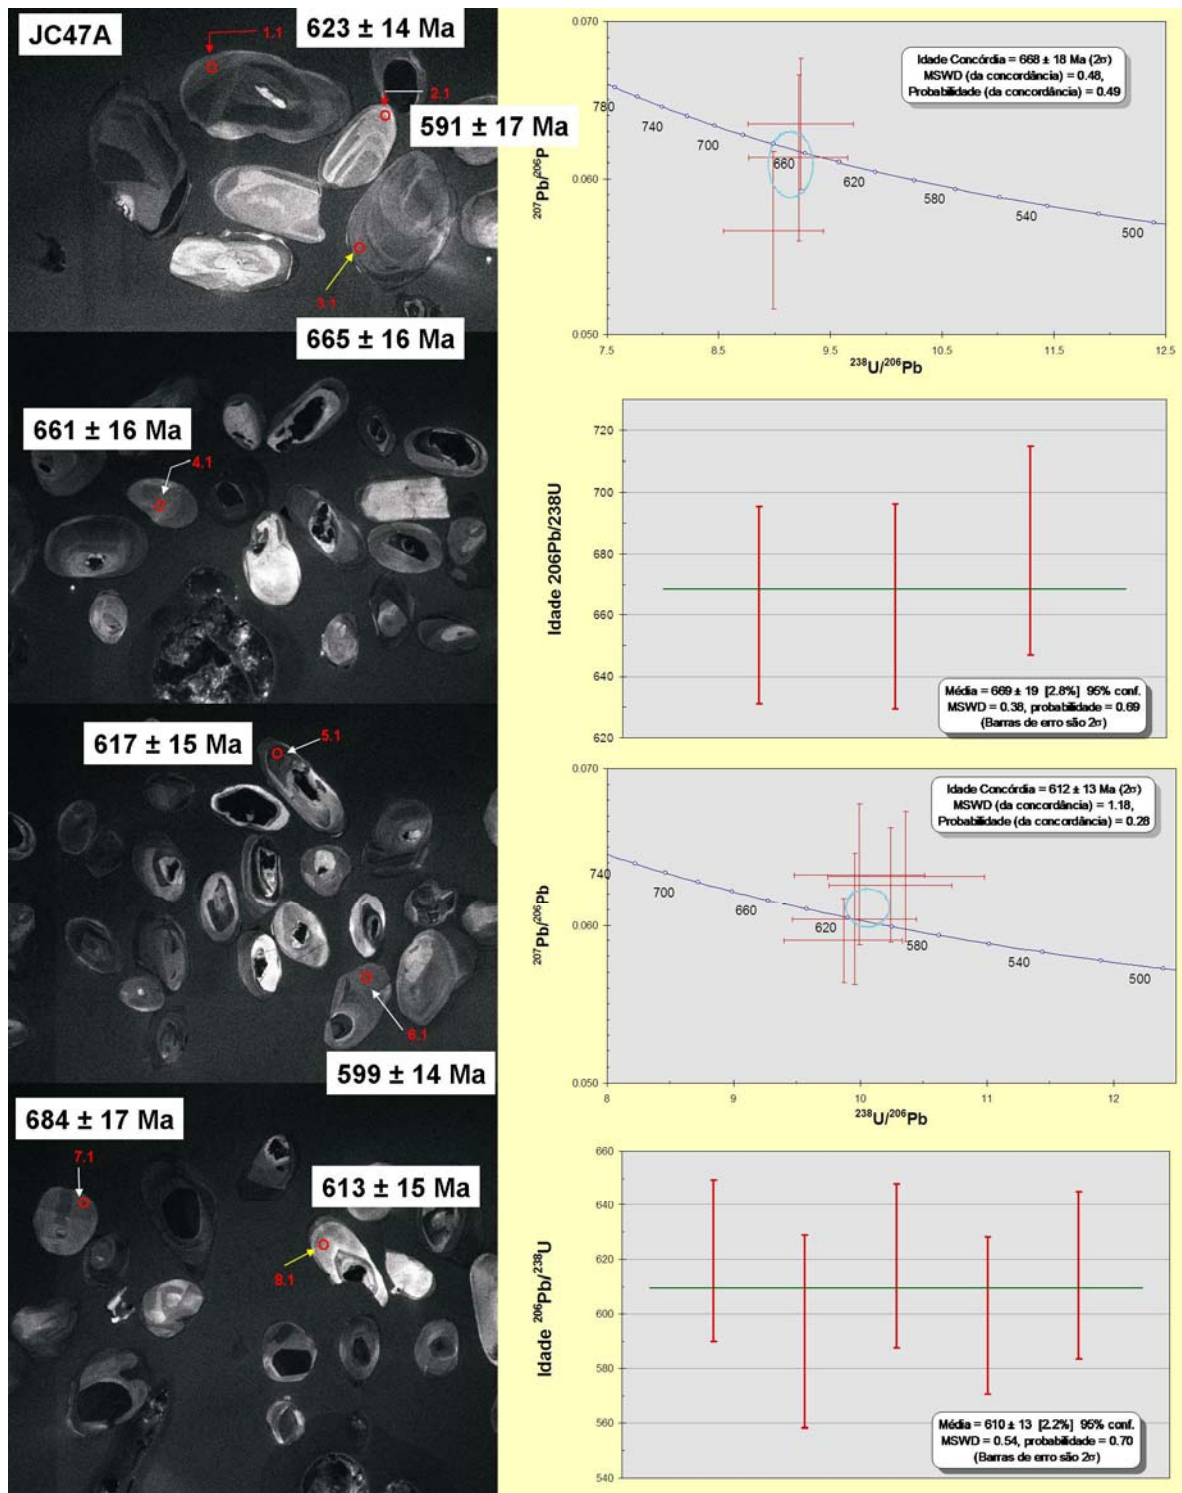 JC47A
1.1
623 ± 14 Ma
2.1
591 ± 17 Ma
3.1
665 ± 16 Ma
661 ± 16 Ma
4.1
617 ± 15 Ma
5.1
6.1
599 ± 14 Ma
684 ± 17 Ma
7.1
613 ± 15 Ma
8.1
0.070
0.060
0.050
²⁰⁷Pb/²⁰⁶P
Idade Concórdia = 668 ± 18 Ma (2σ)
MSWD (da concordância) = 0.48,
Probabilidade (da concordância) = 0.49
780
740
700
660
620
580
540
500
7.5
8.5
9.5
10.5
11.5
12.5
²³⁸U/²⁰⁶Pb
720
700
680
660
640
620
Idade 206Pb/238U
Média = 669 ± 19 [2.8%] 95% conf.
MSWD = 0.38, probabilidade = 0.69
(Barras de erro são 2σ)
0.070
0.060
0.050
²⁰⁷Pb/²⁰⁶Pb
Idade Concórdia = 612 ± 13 Ma (2σ)
MSWD (da concordância) = 1.18,
Probabilidade (da concordância) = 0.28
740
700
660
620
580
540
500
8
9
10
11
12
²³⁸U/²⁰⁶Pb
660
640
620
600
580
560
540
Idade ²⁰⁶Pb/²³⁸U
Média = 610 ± 13 [2.2%] 95% conf.
MSWD = 0.54, probabilidade = 0.70
(Barras de erro são 2σ)